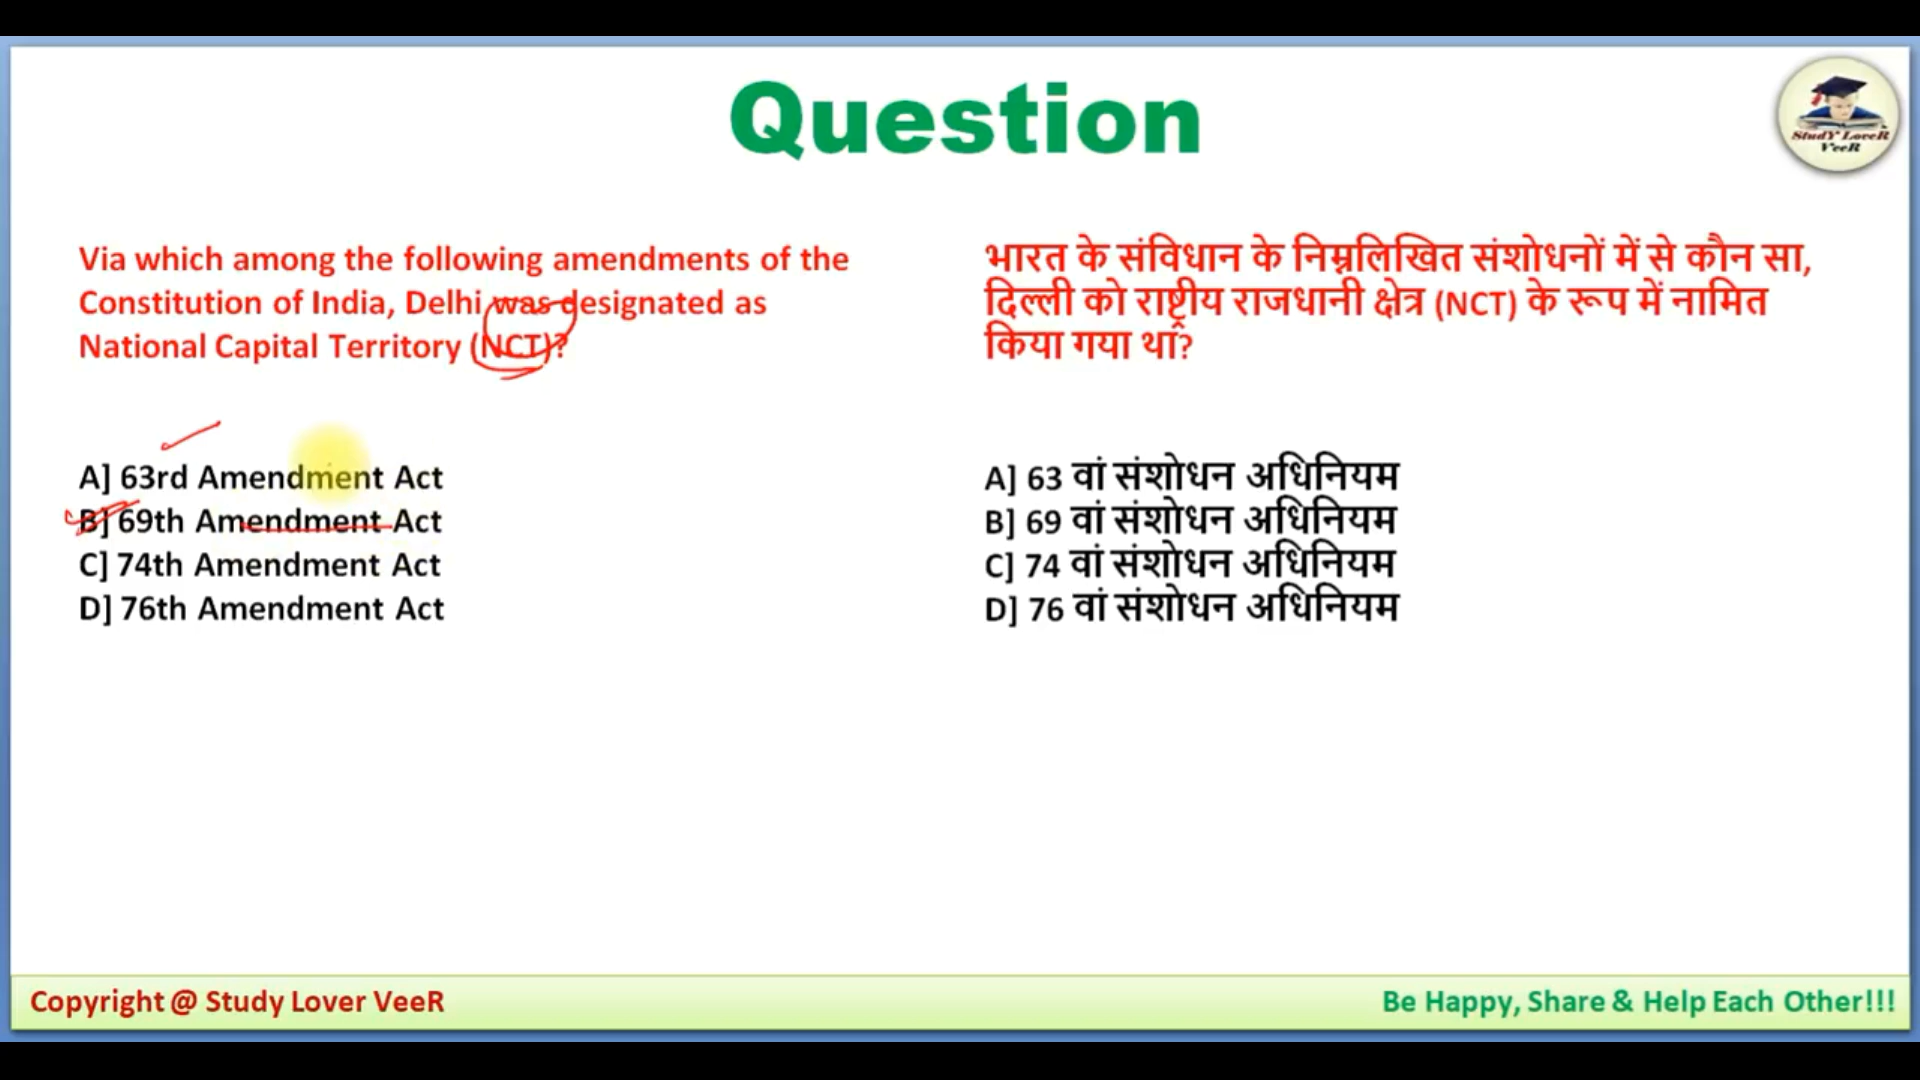 Question
StudY LoveR
VeeR
Via which among the following amendments of the
Constitution of India, Delhi was designated as
National Capital Territory (NCT)?
A] 63rd Amendment Act
B] 69th Amendment Act
C] 74th Amendment Act
D] 76th Amendment Act
भारत के संविधान के निम्नलिखित संशोधनों में से कौन सा,
दिल्ली को राष्ट्रीय राजधानी क्षेत्र (NCT) के रूप में नामित
किया गया था?
A] 63 वां संशोधन अधिनियम
B] 69 वां संशोधन अधिनियम
C] 74 वां संशोधन अधिनियम
D] 76 वां संशोधन अधिनियम
Copyright @ Study Lover VeeR
Be Happy, Share & Help Each Other!!!